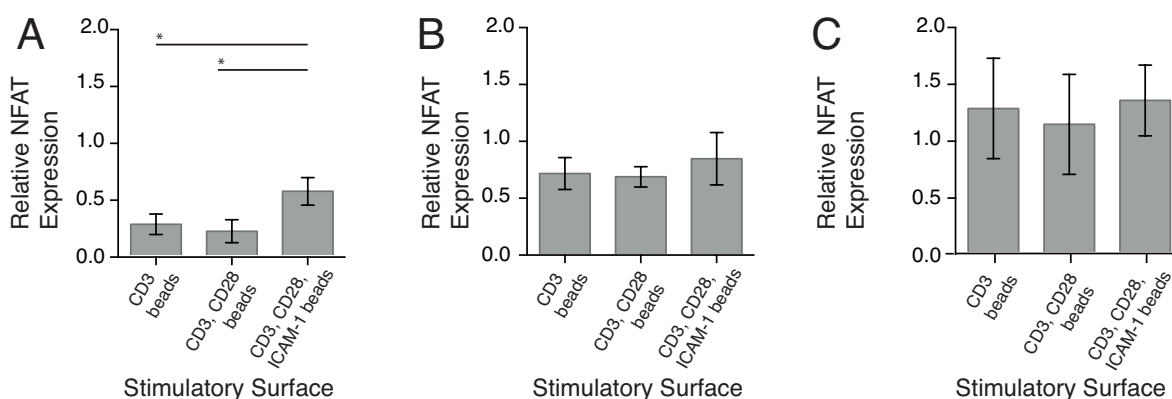 A
Relative NFAT
Expression
2.0
1.5
1.0
0.5
0.0
*
*
CD3
beads
CD3, CD28
beads
CD3, CD28,
ICAM-1 beads
Stimulatory Surface
B
Relative NFAT
Expression
2.0
1.5
1.0
0.5
0.0
CD3
beads
CD3, CD28
beads
CD3, CD28,
ICAM-1 beads
Stimulatory Surface
C
Relative NFAT
Expression
2.0
1.5
1.0
0.5
0.0
CD3
beads
CD3, CD28
beads
CD3, CD28,
ICAM-1 beads
Stimulatory Surface